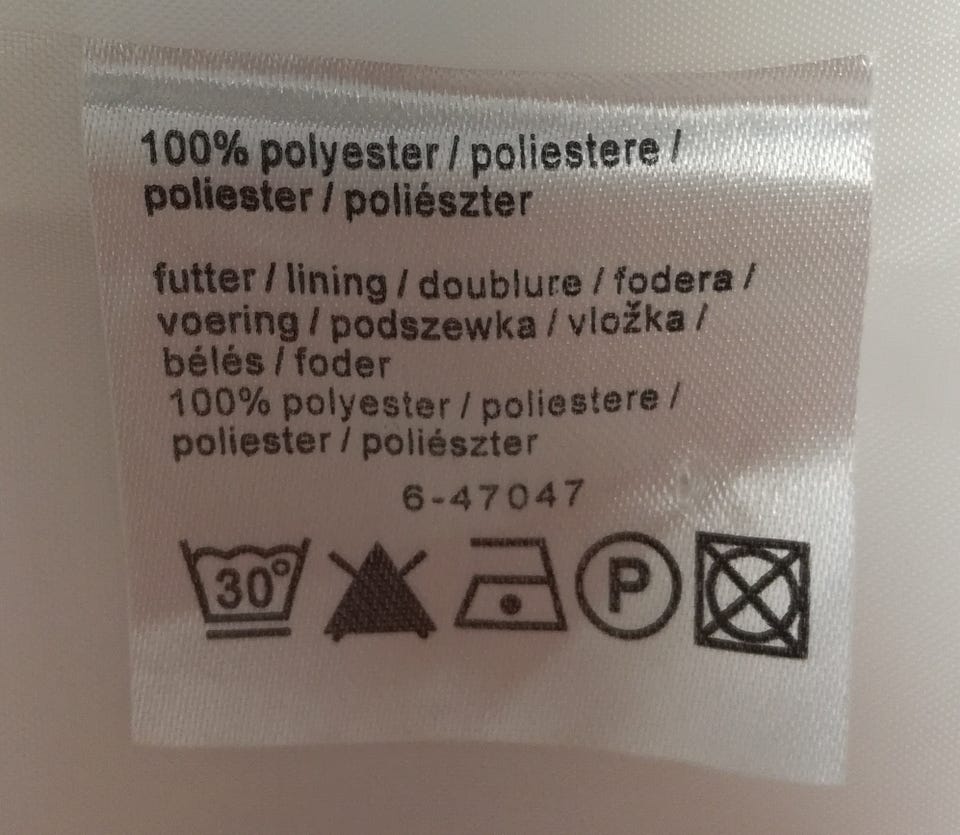 100% polyester / poliestere /
poliester / poliészter
futter / lining / doublure / fodera /
voering / podszewka / vložka /
bélés / foder
100% polyester / poliestere /
poliester / poliészter
6-47047
30°
P